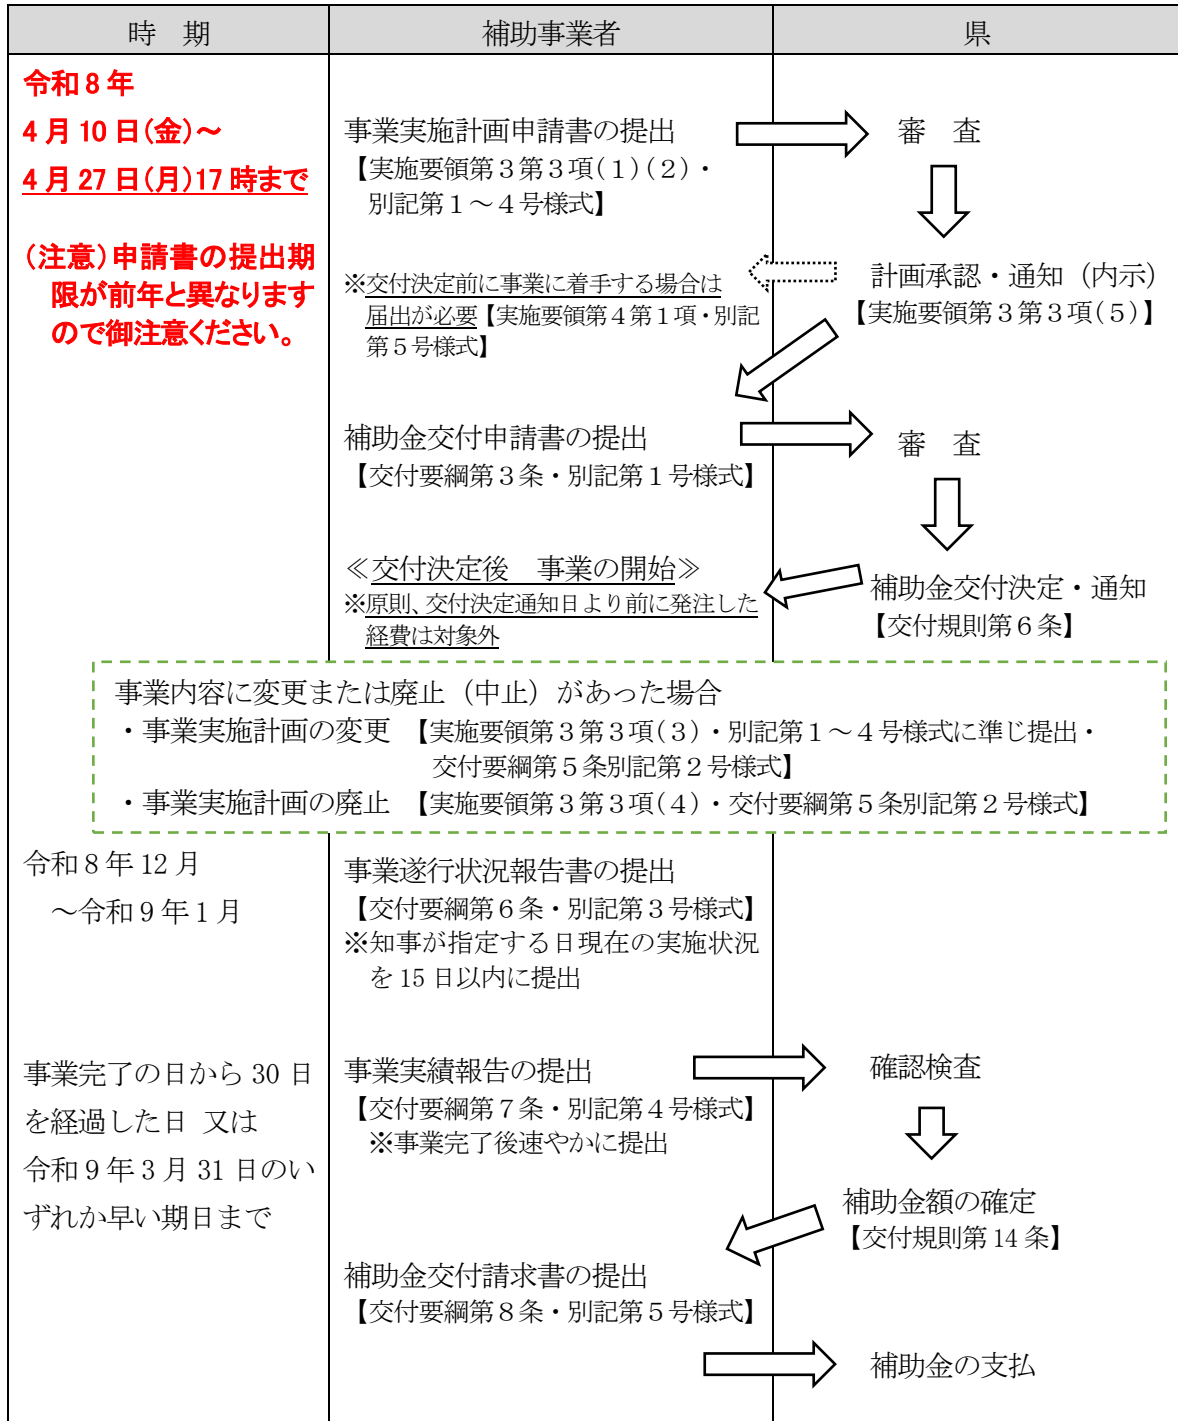 時　期
補助事業者
県
令和８年
４月10日(金)～
４月27日(月)17時まで
（注意）申請書の提出期
限が前年と異なります
ので御注意ください。
事業実施計画申請書の提出
【実施要領第３第３項(１)(２)・
別記第１～４号様式】
審　査
※交付決定前に事業に着手する場合は
届出が必要【実施要領第４第１項・別記
第５号様式】
計画承認・通知（内示）
【実施要領第３第３項(５)】
補助金交付申請書の提出
【交付要綱第３条・別記第１号様式】
審　査
≪交付決定後　事業の開始≫
※原則、交付決定通知日より前に発注した
経費は対象外
補助金交付決定・通知
【交付規則第６条】
事業内容に変更または廃止（中止）があった場合
・事業実施計画の変更　【実施要領第３第３項(３)・別記第１～４号様式に準じ提出・
交付要綱第５条別記第２号様式】
・事業実施計画の廃止　【実施要領第３第３項(４)・交付要綱第５条別記第２号様式】
令和８年12月
～令和９年１月
事業遂行状況報告書の提出
【交付要綱第６条・別記第３号様式】
※知事が指定する日現在の実施状況
を15日以内に提出
事業完了の日から30日
を経過した日 又は
令和９年３月31日のい
ずれか早い期日まで
事業実績報告の提出
【交付要綱第７条・別記第４号様式】
※事業完了後速やかに提出
確認検査
補助金額の確定
【交付規則第14条】
補助金交付請求書の提出
【交付要綱第８条・別記第５号様式】
補助金の支払